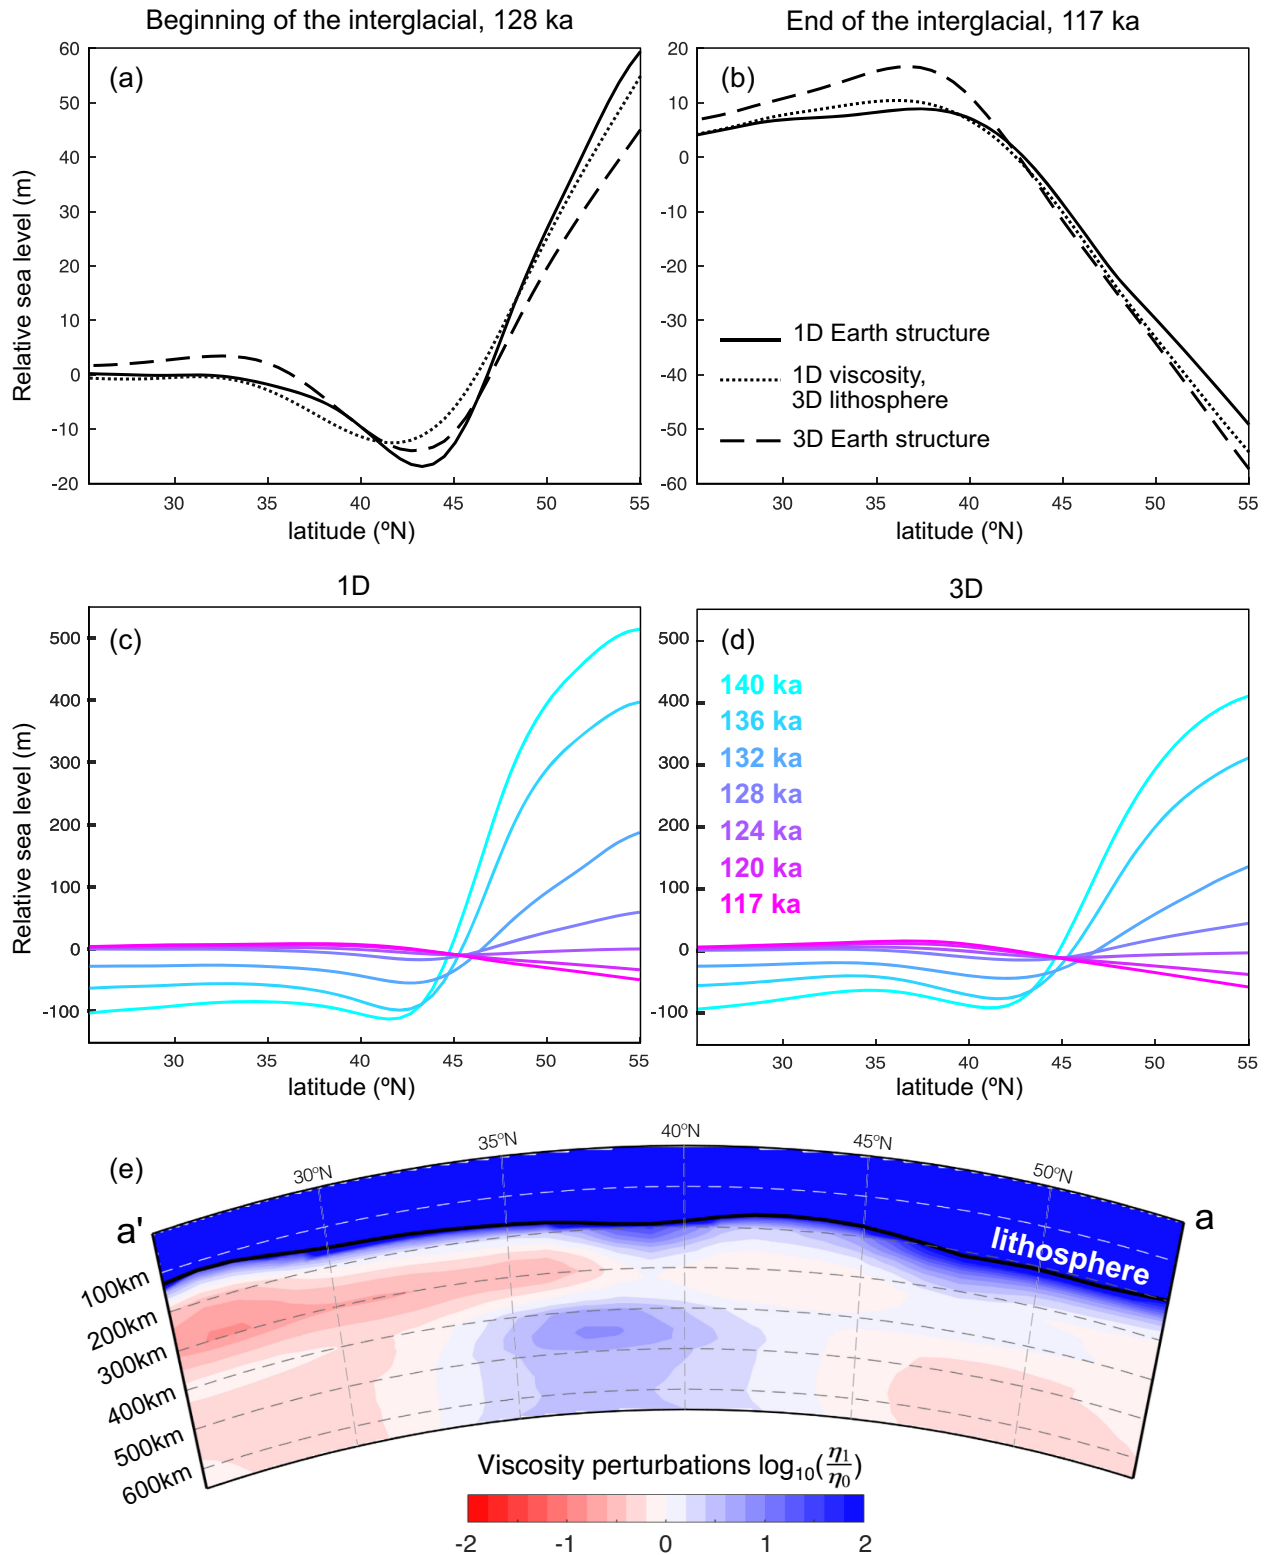 Beginning of the interglacial, 128 ka
End of the interglacial, 117 ka
(a)
60
50
40
30
20
10
0
-10
-20
Relative sea level (m)
30 35 40 45 50 55
latitude (ºN)
(b)
20
10
0
-10
-20
-30
-40
-50
-60
1D Earth structure
1D viscosity,
3D lithosphere
3D Earth structure
30 35 40 45 50 55
latitude (ºN)
1D
(c)
500
400
300
200
100
0
-100
Relative sea level (m)
30 35 40 45 50 55
latitude (ºN)
3D
(d)
500
400
300
200
100
0
-100
140 ka
136 ka
132 ka
128 ka
124 ka
120 ka
117 ka
30 35 40 45 50 55
latitude (ºN)
(e)
30ºN 35ºN 40ºN 45ºN 50ºN
a' a
lithosphere
100km
200km
300km
400km
500km
600km
Viscosity perturbations log₁₀(η₁/η₀)
-2 -1 0 1 2